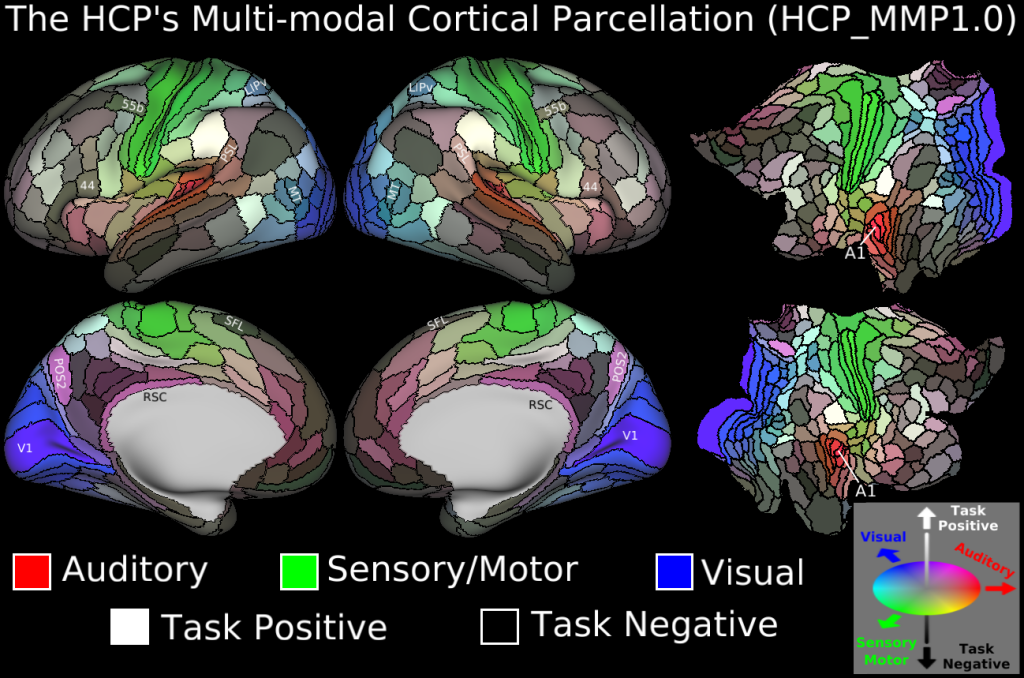 The HCP's Multi-modal Cortical Parcellation (HCP_MMP1.0)
55b
LIPv
44
PSL
MT
LIPv
55b
PSL
MT
44
A1
SFL
POS2
RSC
V1
SFL
POS2
RSC
V1
A1
Auditory
Sensory/Motor
Visual
Task Positive
Task Negative
Task
Positive
Visual
Auditory
Sensory
Motor
Task
Negative